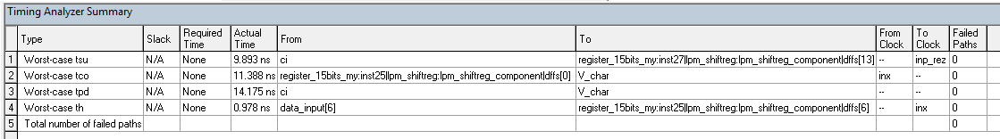 Timing Analyzer Summary
Type Slack Required Time Actual Time From To From Clock To Clock Failed Paths
1 Worst-case tsu N/A None 9.893 ns ci register_15bits_my:inst27|lpm_shiftreg:lpm_shiftreg_component|dffs[13] -- inp_rez 0
2 Worst-case tco N/A None 11.388 ns register_15bits_my:inst25|lpm_shiftreg:lpm_shiftreg_component|dffs[0] V_char inx -- 0
3 Worst-case tpd N/A None 14.175 ns ci V_char -- -- 0
4 Worst-case th N/A None 0.978 ns data_input[6] register_15bits_my:inst25|lpm_shiftreg:lpm_shiftreg_component|dffs[6] -- inx 0
5 Total number of failed paths 0